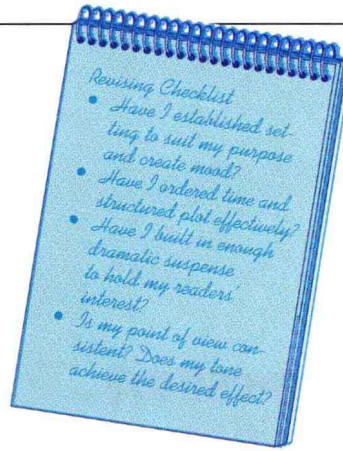 Revising Checklist
• Have I established set-
ting to suit my purpose
and create mood?
• Have I ordered time and
structured plot effectively?
• Have I built in enough
dramatic suspense
to hold my readers'
interest?
• Is my point of view con-
sistent? Does my tone
achieve the desired effect?